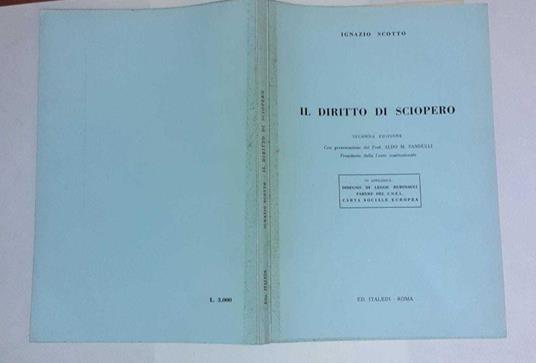 IGNAZIO SCOTTO
IL DIRITTO DI SCIOPERO
SECONDA EDIZIONE
Con presentazione del Prof. ALDO M. SANDULLI
Presidente della Corte costituzionale
IN APPENDICE:
DISEGNO DI LEGGE RUBINACCI
PARERE DEL C.N.E.L.
CARTA SOCIALE EUROPEA
ED. ITALEDI - ROMA
IGNAZIO SCOTTO - IL DIRITTO DI SCIOPERO
EDIZ. ITALEDI
L. 3.000